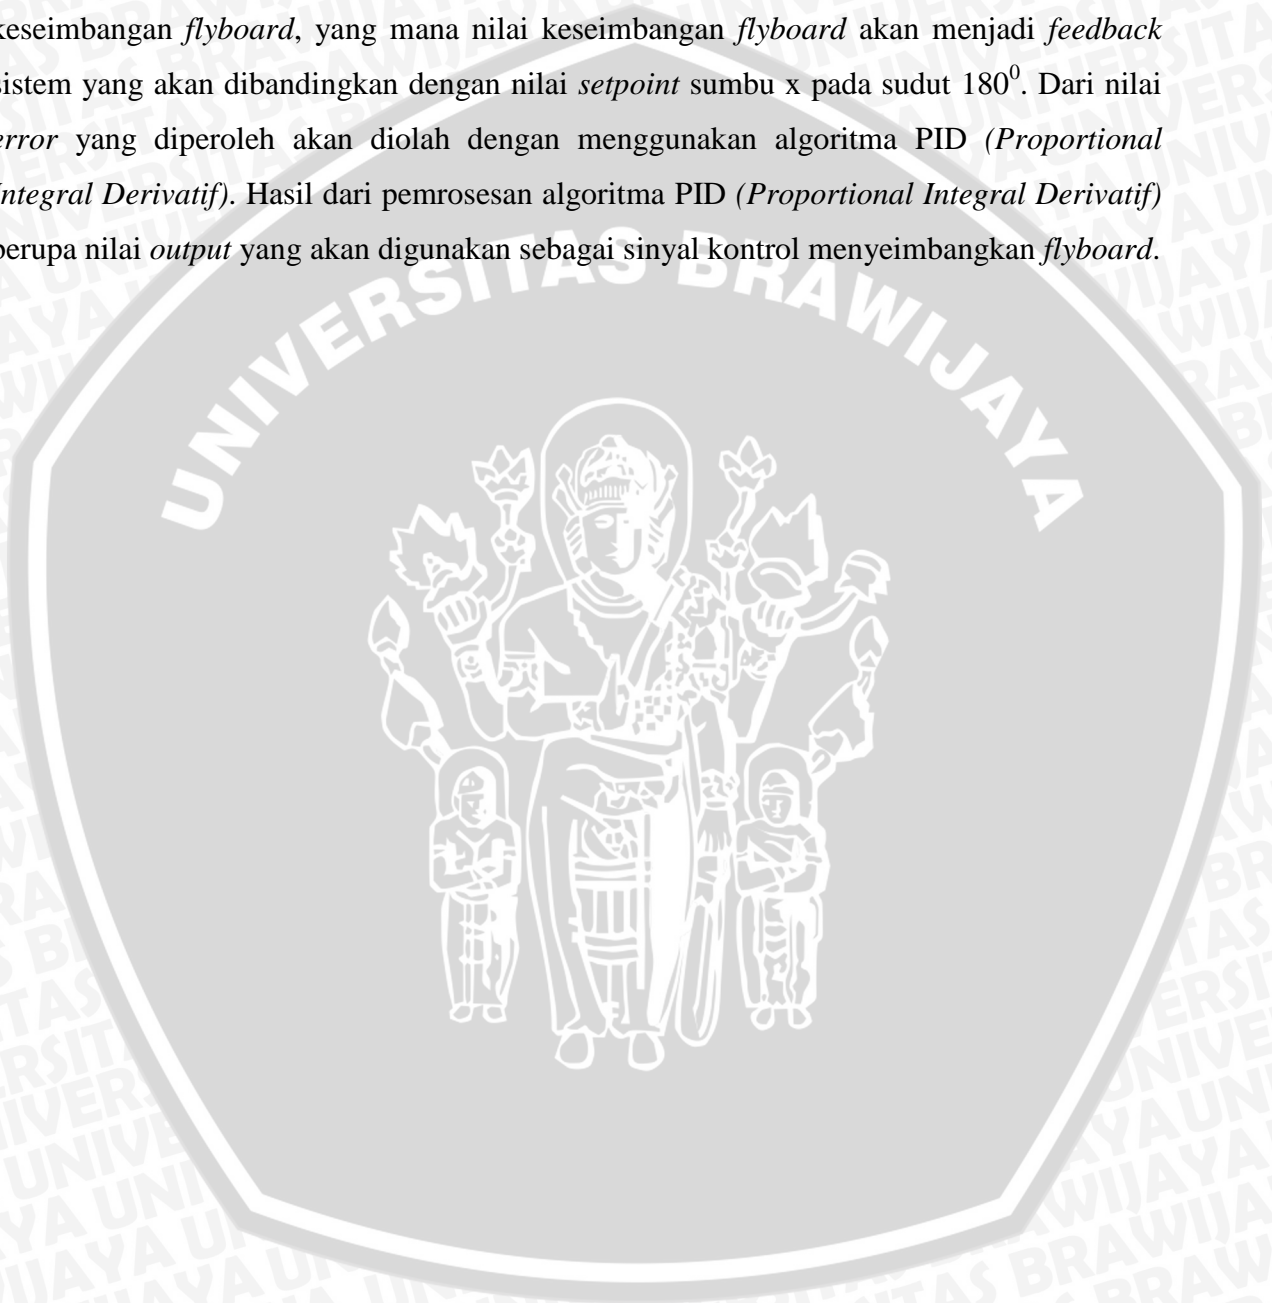 keseimbangan flyboard, yang mana nilai keseimbangan flyboard akan menjadi feedback
sistem yang akan dibandingkan dengan nilai setpoint sumbu x pada sudut 180⁰. Dari nilai
error yang diperoleh akan diolah dengan menggunakan algoritma PID (Proportional
Integral Derivatif). Hasil dari pemrosesan algoritma PID (Proportional Integral Derivatif)
berupa nilai output yang akan digunakan sebagai sinyal kontrol menyeimbangkan flyboard.
UNIVERSITAS BRAWIJAYA